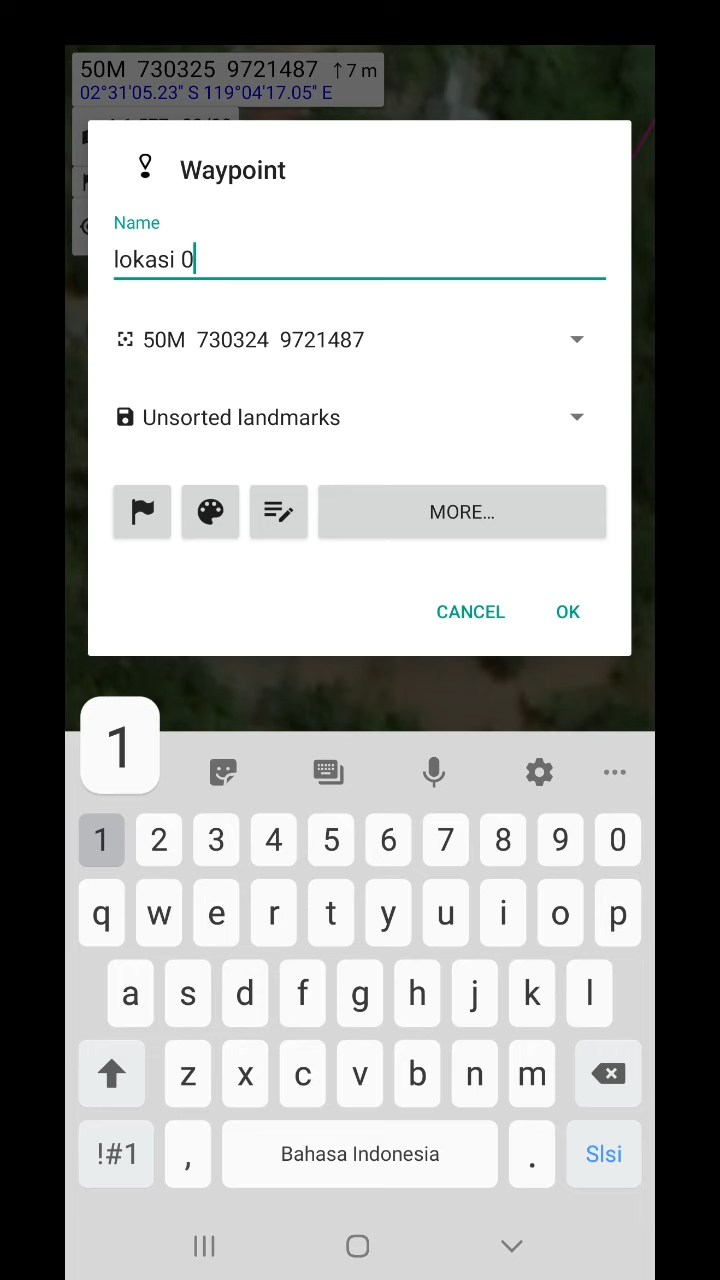 50M 730325 9721487 ↑7 m
02°31'05.23" S 119°04'17.05" E
Waypoint
Name
lokasi 0
50M 730324 9721487
Unsorted landmarks
MORE...
CANCEL OK
1
1 2 3 4 5 6 7 8 9 0
q w e r t y u i o p
a s d f g h j k l
z x c v b n m
!#1 , Bahasa Indonesia . Slsi